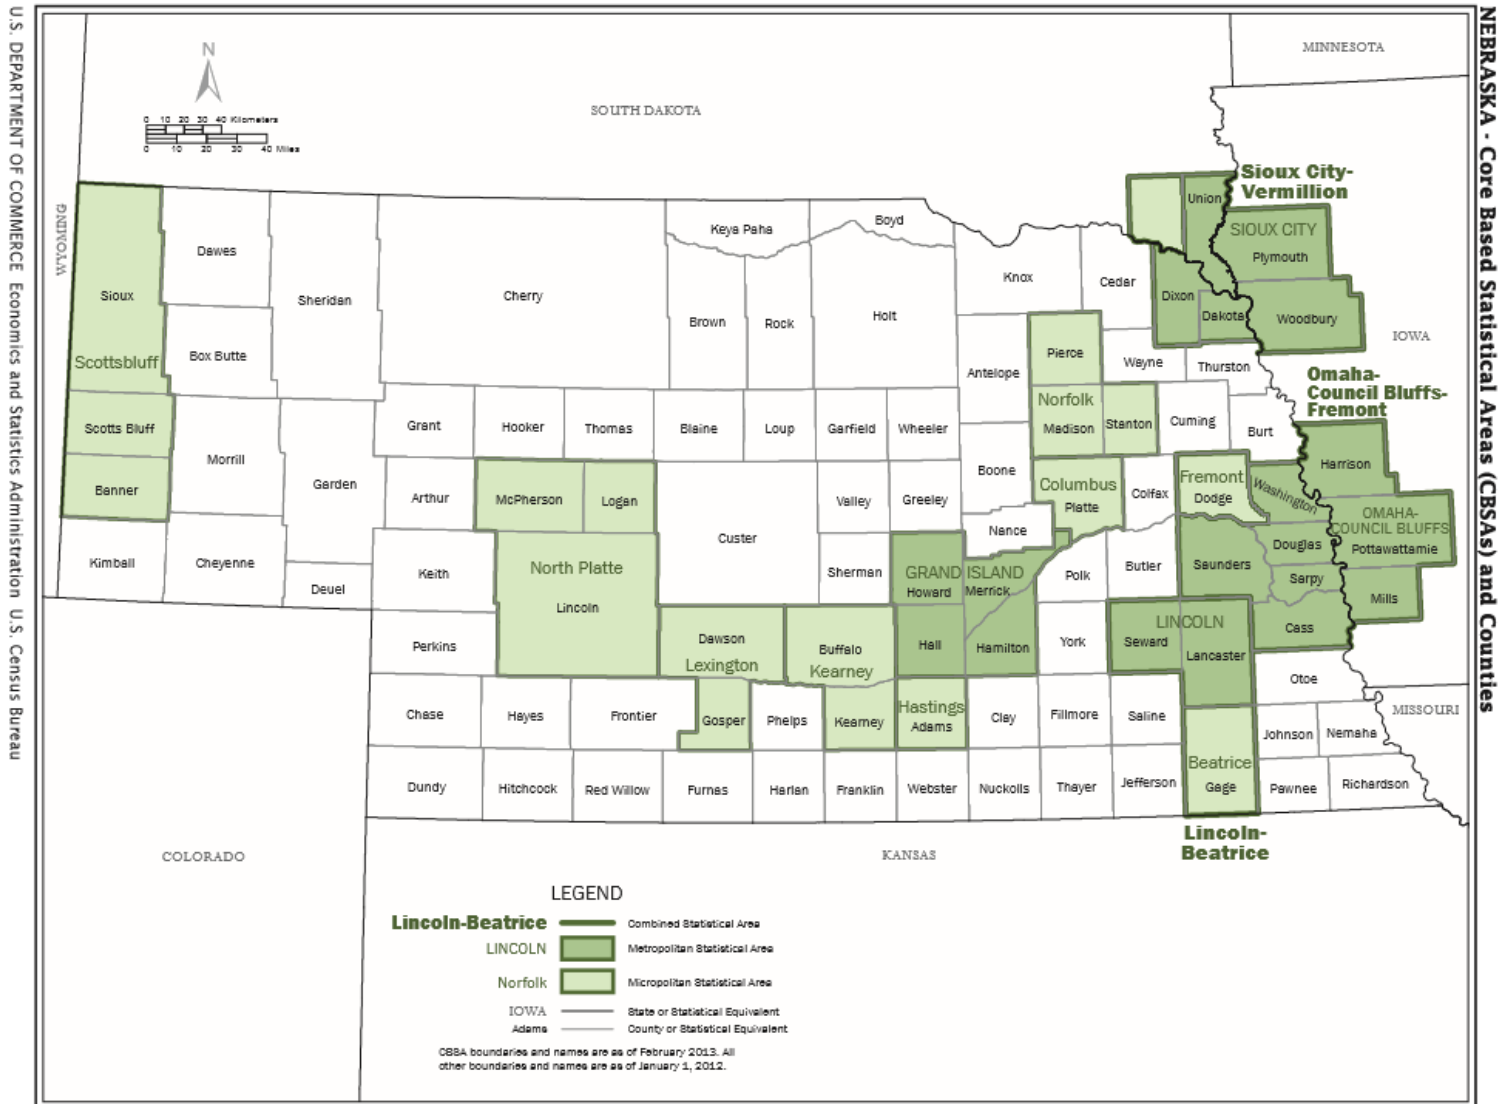 NEBRASKA - Core Based Statistical Areas (CBSAs) and Counties
U.S. DEPARTMENT OF COMMERCE Economics and Statistics Administration U.S. Census Bureau
MINNESOTA
N
SOUTH DAKOTA
0 10 20 30 40 Kilometers
0 10 20 30 40 Miles
WYOMING
Sioux City-
Vermillion
Union
SIOUX CITY
Plymouth
Keya Paha
Boyd
Dawes
Sioux
Sheridan
Cherry
Knox
Cedar
Dixon
Dakota
Woodbury
Brown
Rock
Holt
IOWA
Scottsbluff
Box Butte
Antelope
Pierce
Wayne
Thurston
Omaha-
Council Bluffs-
Fremont
Norfolk
Madison
Stanton
Cuming
Burt
Scotts Bluff
Morrill
Grant
Hooker
Thomas
Blaine
Loup
Garfield
Wheeler
Boone
Harrison
Banner
Garden
Arthur
McPherson
Logan
Valley
Greeley
Columbus
Platte
Colfax
Fremont
Dodge
Washington
OMAHA-
COUNCIL BLUFFS
Pottawattamie
Nance
Custer
Douglas
Kimball
Cheyenne
Deuel
Keith
North Platte
Lincoln
Sherman
GRAND ISLAND
Howard
Merrick
Polk
Butler
Saunders
Sarpy
Mills
Perkins
Dawson
Lexington
Buffalo
Kearney
Hall
Hamilton
York
LINCOLN
Seward
Lancaster
Cass
Otoe
Chase
Hayes
Frontier
Gosper
Phelps
Kearney
Hastings
Adams
Clay
Fillmore
Saline
Johnson
Nemaha
MISSOURI
Dundy
Hitchcock
Red Willow
Furnas
Harlan
Franklin
Webster
Nuckolls
Thayer
Jefferson
Beatrice
Gage
Pawnee
Richardson
Lincoln-
Beatrice
COLORADO
KANSAS
LEGEND
Lincoln-Beatrice Combined Statistical Area
LINCOLN Metropolitan Statistical Area
Norfolk Micropolitan Statistical Area
IOWA State or Statistical Equivalent
Adams County or Statistical Equivalent
CBSA boundaries and names are as of February 2013. All
other boundaries and names are as of January 1, 2012.